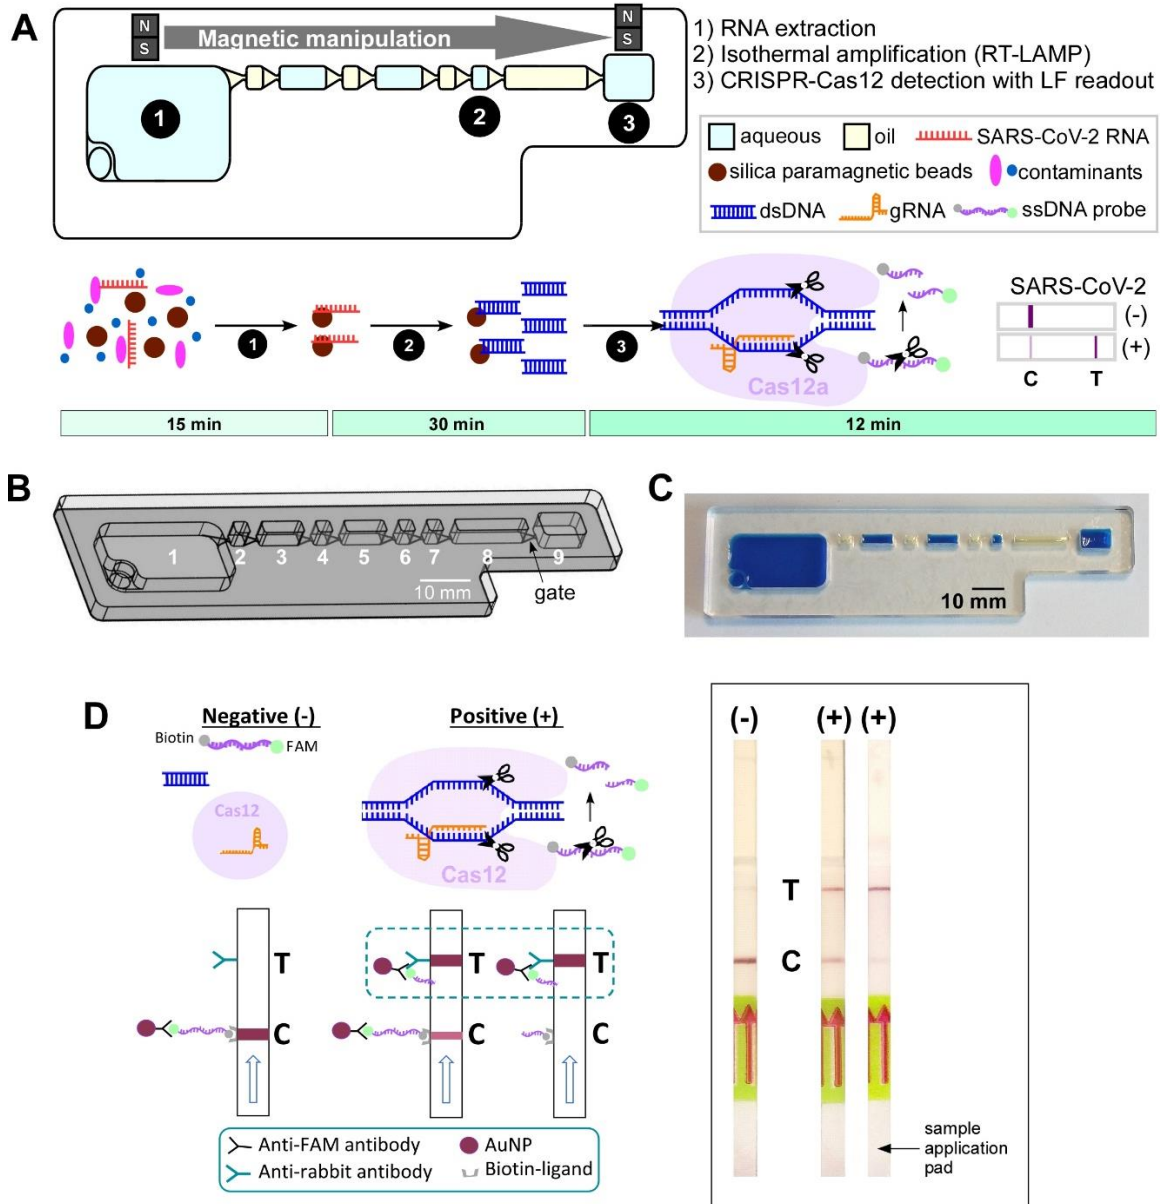 A
N
S
Magnetic manipulation
N
S
1
2
3
1) RNA extraction
2) Isothermal amplification (RT-LAMP)
3) CRISPR-Cas12 detection with LF readout
aqueous oil SARS-CoV-2 RNA
silica paramagnetic beads contaminants
dsDNA gRNA ssDNA probe
1
2
3
Cas12a
SARS-CoV-2
(-)
(+)
C T
15 min 30 min 12 min
B
1 2 3 4 5 6 7 8 9
10 mm
gate
C
10 mm
D
Negative (-)
Biotin
FAM
Cas12
Positive (+)
Cas12
T
C
T
C
T
C
Anti-FAM antibody AuNP
Anti-rabbit antibody Biotin-ligand
(-) (+) (+)
T
C
sample
application
pad